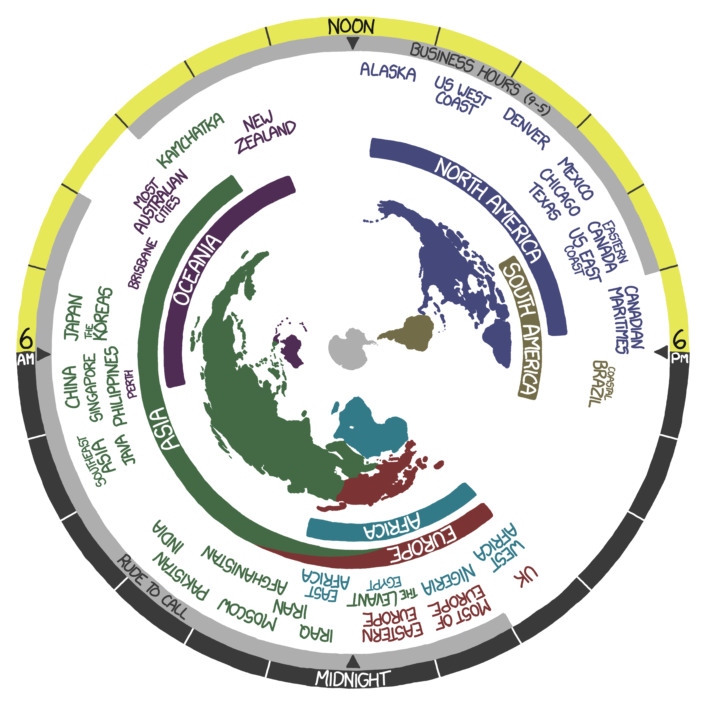 NOON
BUSINESS HOURS (9-5)
ALASKA
US WEST
COAST
DENVER
MEXICO
CHICAGO
TEXAS
EASTERN
CANADA
US EAST
COAST
CANADIAN
MARITIMES
COASTAL
BRAZIL
6
PM
NORTH AMERICA
SOUTH AMERICA
NEW
ZEALAND
KAMCHATKA
MOST
AUSTRALIAN
CITIES
BRISBANE
OCEANIA
6
AM
JAPAN
THE
KOREAS
CHINA
SINGAPORE
PHILIPPINES
PERTH
SOUTHEAST
ASIA
JAVA
ASIA
INDIA
PAKISTAN
AFGHANISTAN
MOSCOW
IRAN
IRAQ
EAST
AFRICA
EGYPT
THE LEVANT
EASTERN
EUROPE
NIGERIA
MOST OF
EUROPE
WEST
AFRICA
UK
AFRICA
EUROPE
RUDE TO CALL
MIDNIGHT